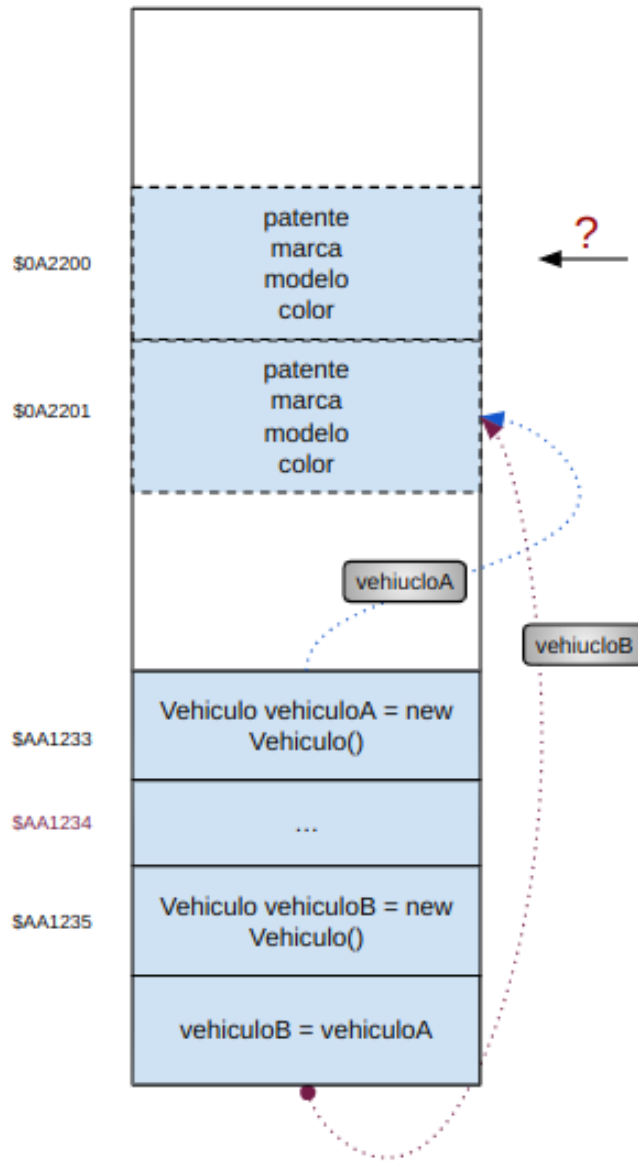 patente
marca
modelo
color
$0A2200
?
patente
marca
modelo
color
$0A2201
vehiucloA
vehiucloB
Vehiculo vehiculoA = new
Vehiculo()
$AA1233
...
$AA1234
Vehiculo vehiculoB = new
Vehiculo()
$AA1235
vehiculoB = vehiculoA